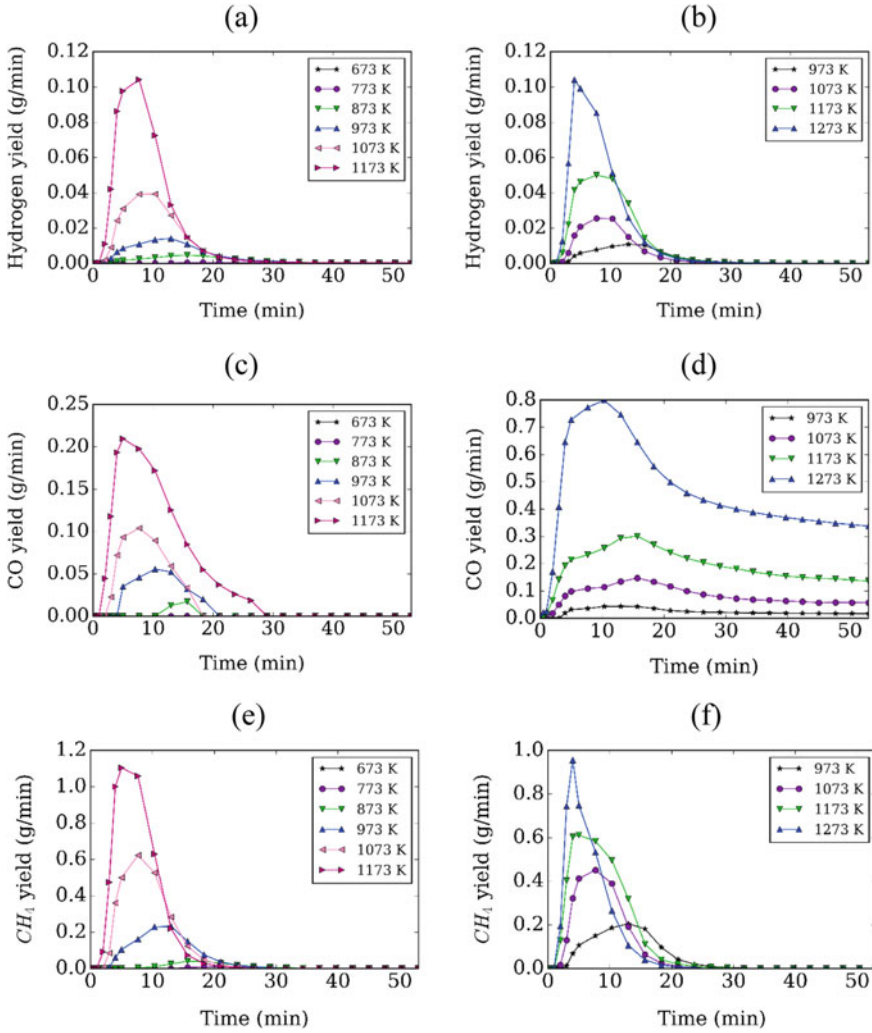 (a)
Hydrogen yield (g/min)
0.12
0.10
0.08
0.06
0.04
0.02
0.00
673 K
773 K
873 K
973 K
1073 K
1173 K
0 10 20 30 40 50
Time (min)
(b)
Hydrogen yield (g/min)
0.12
0.10
0.08
0.06
0.04
0.02
0.00
973 K
1073 K
1173 K
1273 K
0 10 20 30 40 50
Time (min)
(c)
CO yield (g/min)
0.25
0.20
0.15
0.10
0.05
0.00
673 K
773 K
873 K
973 K
1073 K
1173 K
0 10 20 30 40 50
Time (min)
(d)
CO yield (g/min)
0.8
0.7
0.6
0.5
0.4
0.3
0.2
0.1
0.0
973 K
1073 K
1173 K
1273 K
0 10 20 30 40 50
Time (min)
(e)
CH₄ yield (g/min)
1.2
1.0
0.8
0.6
0.4
0.2
0.0
673 K
773 K
873 K
973 K
1073 K
1173 K
0 10 20 30 40 50
Time (min)
(f)
CH₄ yield (g/min)
1.0
0.8
0.6
0.4
0.2
0.0
973 K
1073 K
1173 K
1273 K
0 10 20 30 40 50
Time (min)